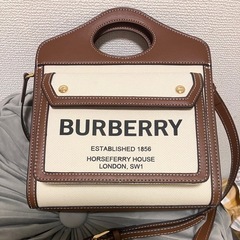 BURBERRY
ESTABLISHED 1856
HORSEFERRY HOUSE
LONDON, SW1